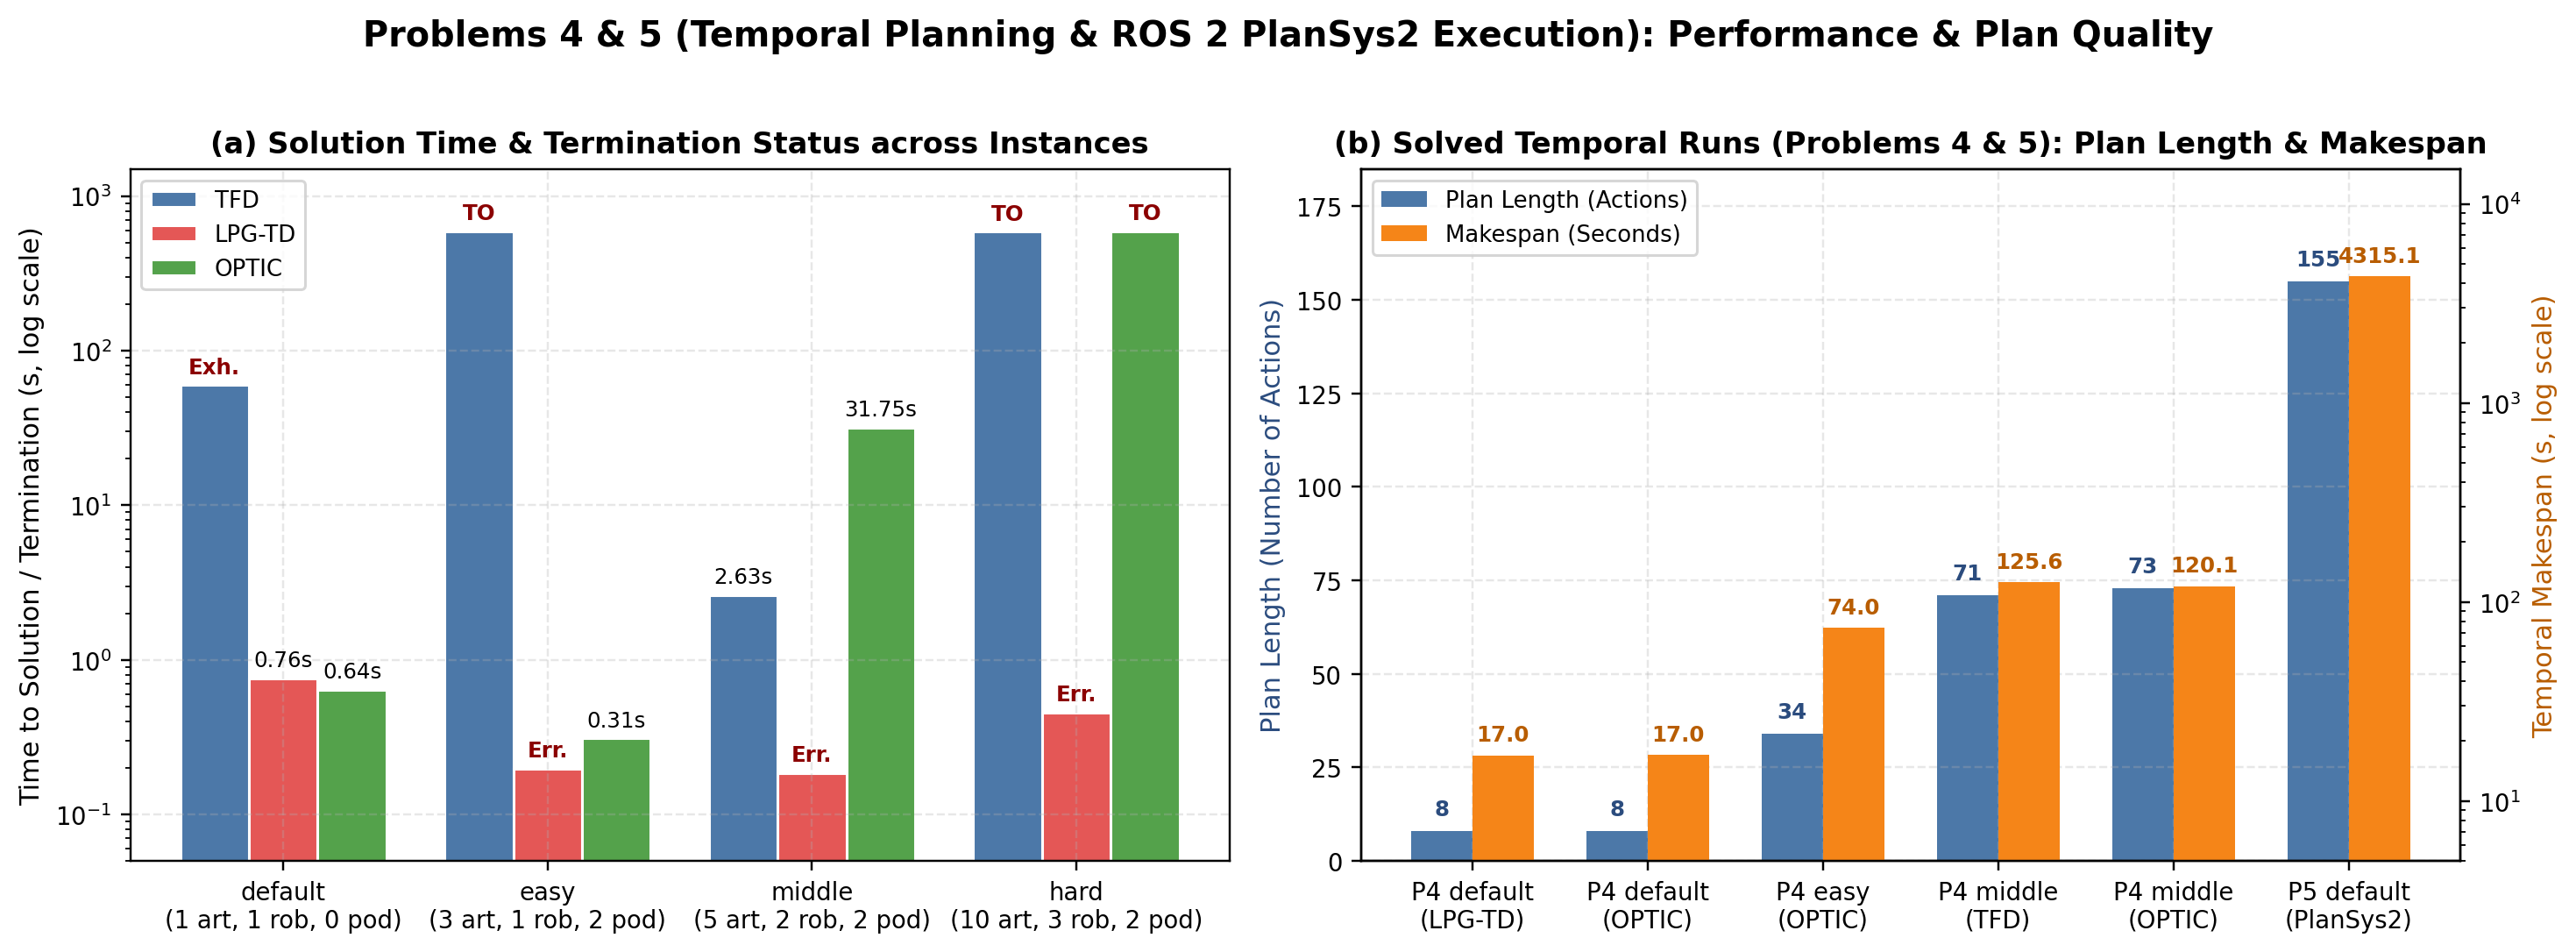 Problems 4 & 5 (Temporal Planning & ROS 2 PlanSys2 Execution): Performance & Plan Quality
(a) Solution Time & Termination Status across Instances
Time to Solution / Termination (s, log scale)
10³
10²
10¹
10⁰
10⁻¹
TFD
LPG-TD
OPTIC
Exh.
0.76s
0.64s
TO
Err.
0.31s
2.63s
Err.
31.75s
TO
Err.
TO
default
(1 art, 1 rob, 0 pod)
easy
(3 art, 1 rob, 2 pod)
middle
(5 art, 2 rob, 2 pod)
hard
(10 art, 3 rob, 2 pod)
(b) Solved Temporal Runs (Problems 4 & 5): Plan Length & Makespan
Plan Length (Number of Actions)
175
150
125
100
75
50
25
0
Plan Length (Actions)
Makespan (Seconds)
8
17.0
8
17.0
34
74.0
71
125.6
73
120.1
155
4315.1
P4 default
(LPG-TD)
P4 default
(OPTIC)
P4 easy
(OPTIC)
P4 middle
(TFD)
P4 middle
(OPTIC)
P5 default
(PlanSys2)
10⁴
10³
10²
10¹
Temporal Makespan (s, log scale)